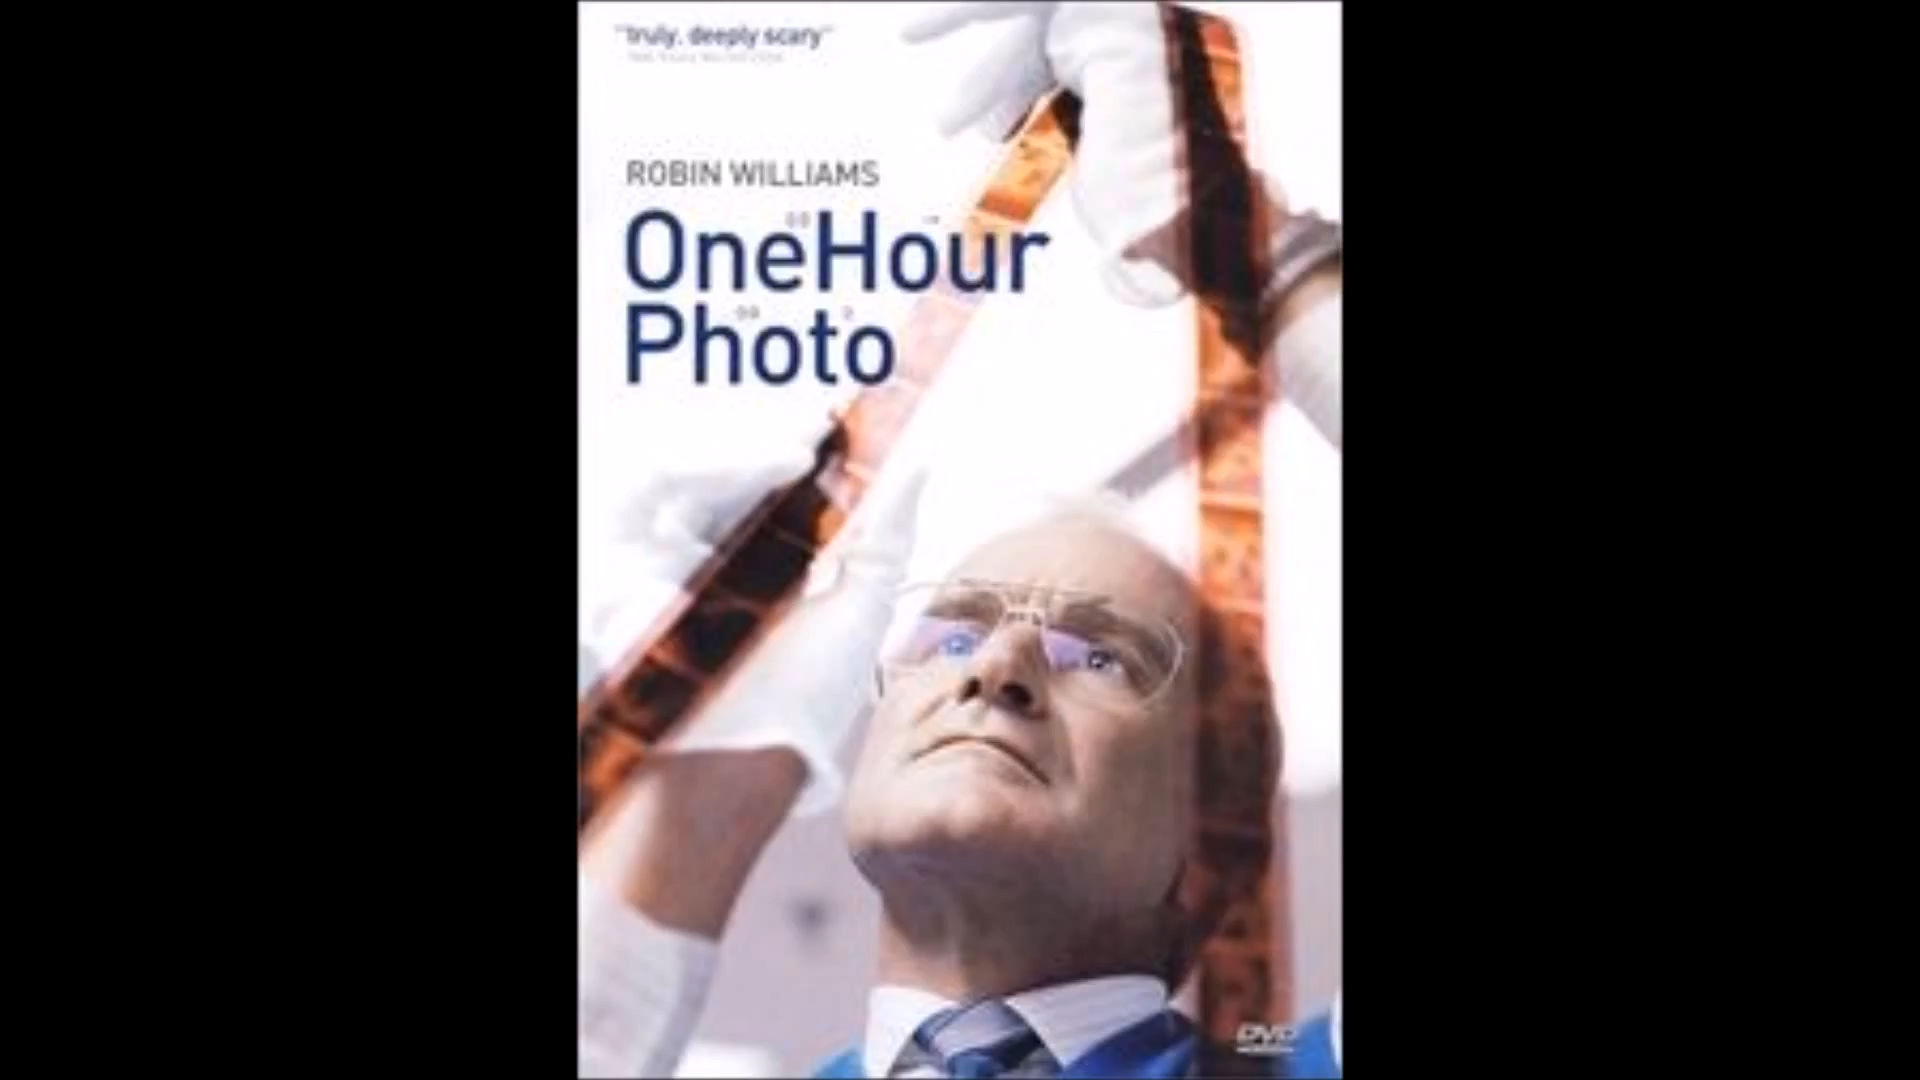 "truly, deeply scary"
ROBIN WILLIAMS
OneHour
Photo
DVD